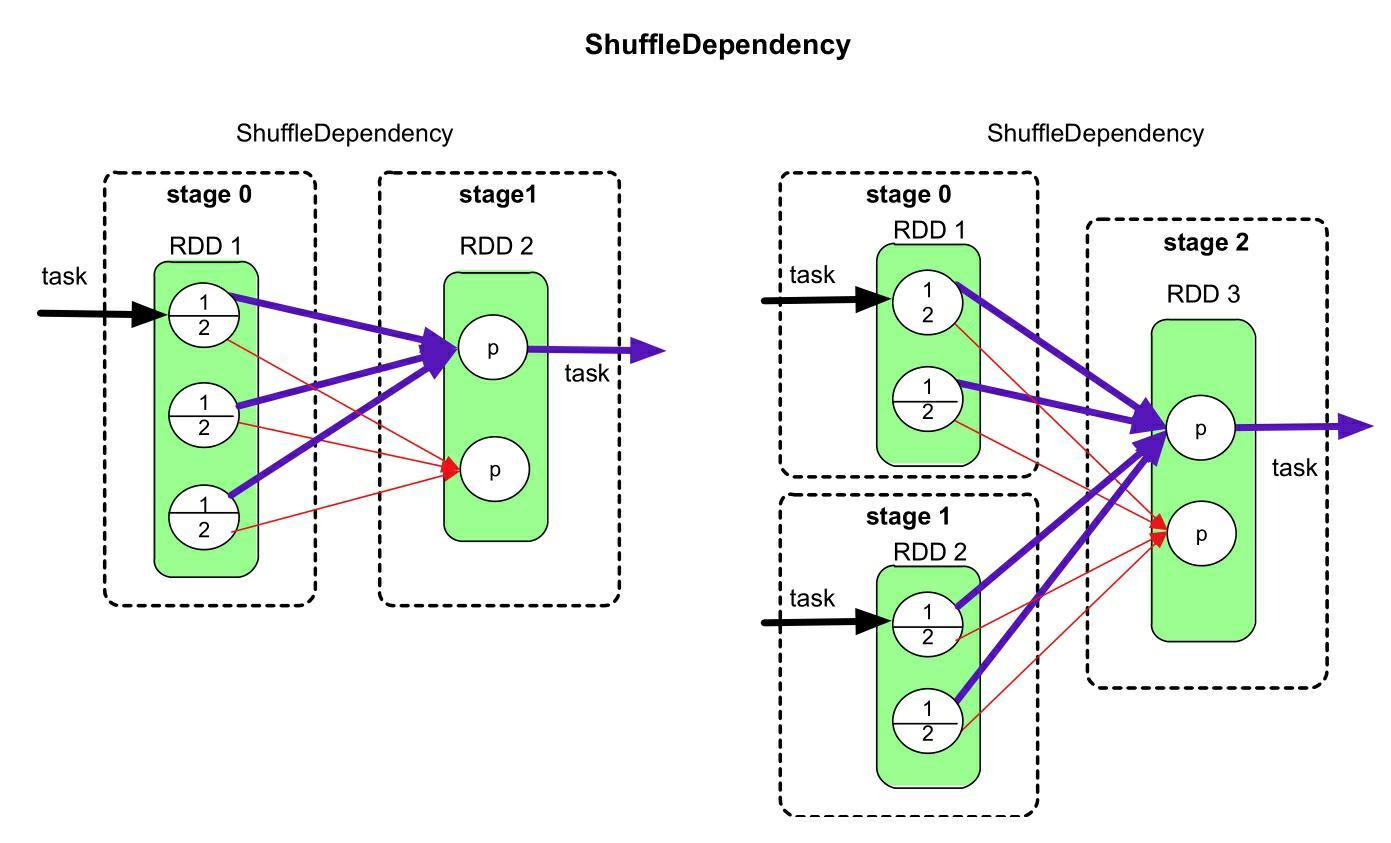 ShuffleDependency
ShuffleDependency
stage 0
stage1
RDD 1
RDD 2
task
1
2
p
task
1
2
p
1
2
ShuffleDependency
stage 0
RDD 1
task
1
2
1
2
stage 1
RDD 2
task
1
2
1
2
stage 2
RDD 3
p
task
p